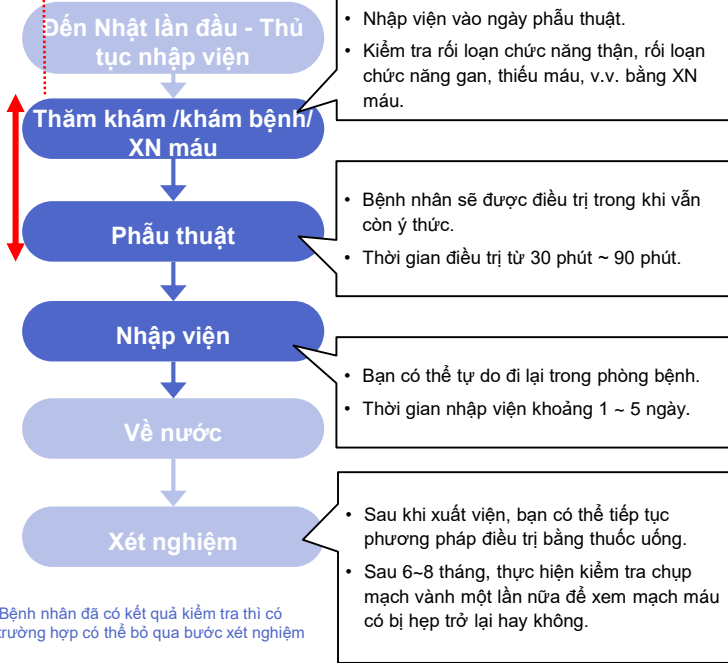 Đến Nhật lần đầu - Thủ
tục nhập viện
• Nhập viện vào ngày phẫu thuật.
• Kiểm tra rối loạn chức năng thận, rối loạn
chức năng gan, thiếu máu, v.v. bằng XN
máu.
Thăm khám /khám bệnh/
XN máu
Phẫu thuật
• Bệnh nhân sẽ được điều trị trong khi vẫn
còn ý thức.
• Thời gian điều trị từ 30 phút ~ 90 phút.
Nhập viện
• Bạn có thể tự do đi lại trong phòng bệnh.
• Thời gian nhập viện khoảng 1 ~ 5 ngày.
Về nước
Xét nghiệm
• Sau khi xuất viện, bạn có thể tiếp tục
phương pháp điều trị bằng thuốc uống.
• Sau 6~8 tháng, thực hiện kiểm tra chụp
mạch vành một lần nữa để xem mạch máu
có bị hẹp trở lại hay không.
Bệnh nhân đã có kết quả kiểm tra thì có
trường hợp có thể bỏ qua bước xét nghiệm